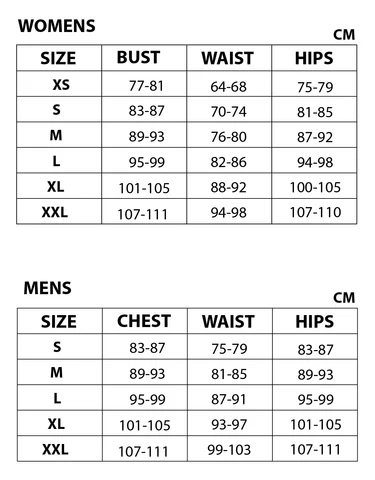 WOMENS
CM
SIZE BUST WAIST HIPS
XS 77-81 64-68 75-79
S 83-87 70-74 81-85
M 89-93 76-80 87-92
L 95-99 82-86 94-98
XL 101-105 88-92 100-105
XXL 107-111 94-98 107-110
MENS
CM
SIZE CHEST WAIST HIPS
S 83-87 75-79 83-87
M 89-93 81-85 89-93
L 95-99 87-91 95-99
XL 101-105 93-97 101-105
XXL 107-111 99-103 107-111